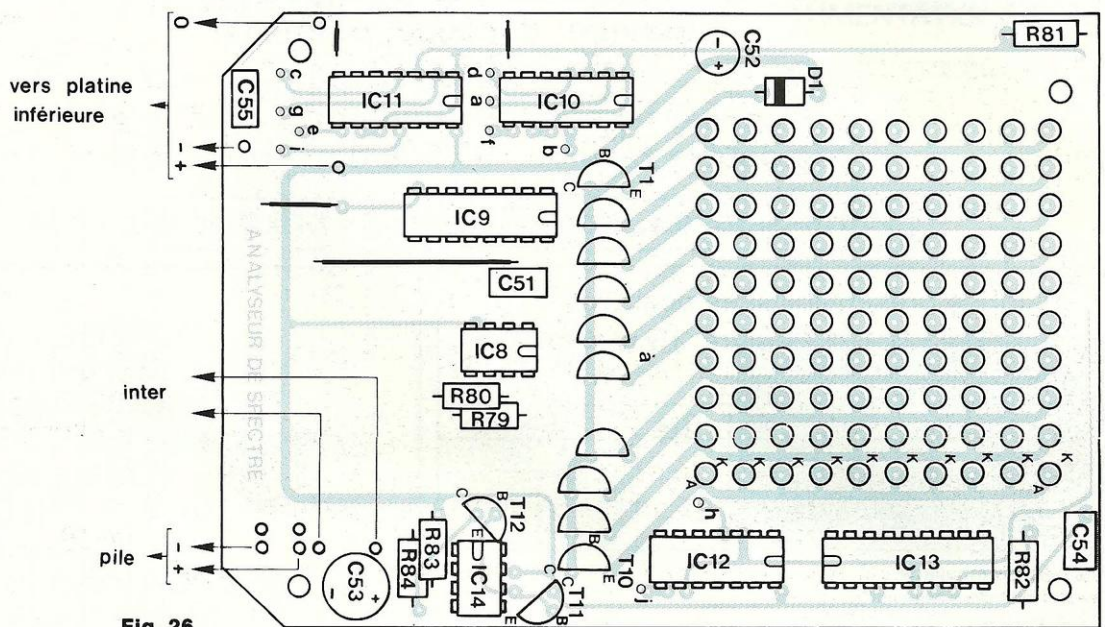 0
vers platine
inférieure
-
+
C55
c
g
e
i
IC11
d
a
f
IC10
b
-
+
C52
D1
R81
B
T1
C
E
IC9
C51
ANALYSEUR DE SPECTRE
IC8
à
R80
R79
inter
K K K K K K K K K K
A A
h
C B
T12
E
R83
R84
C53
-
+
IC14
B
T10
C E
j
C
T11
E B
IC12
IC13
R82
C54
pile
-
+
Fig. 26